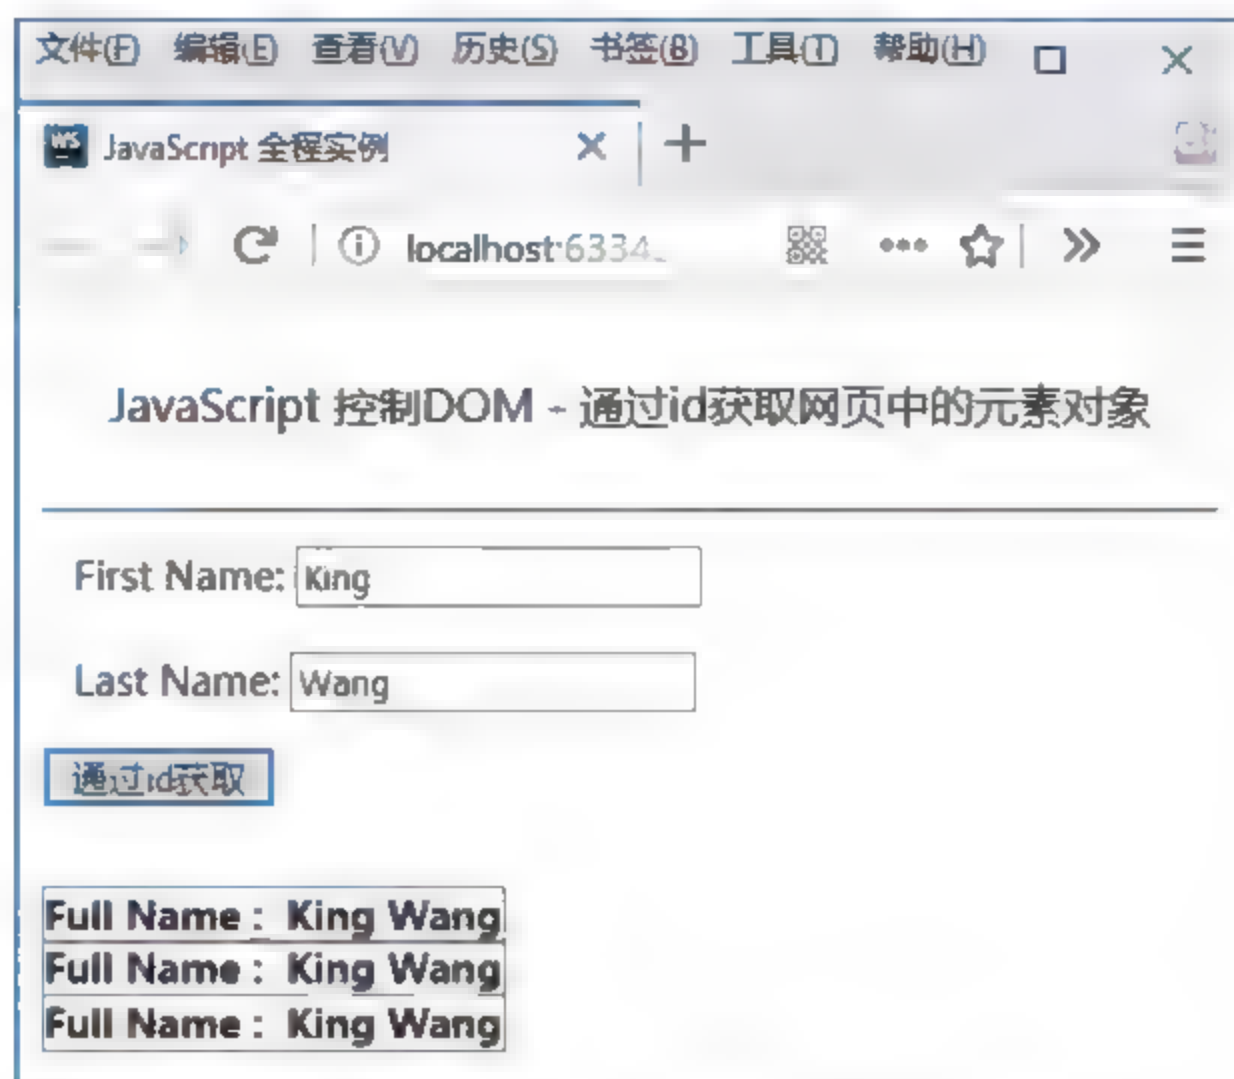 文件(F) 编辑(E) 查看(V) 历史(S) 书签(B) 工具(T) 帮助(H)
WS JavaScript 全程实例
localhost:6334
JavaScript 控制DOM - 通过id获取网页中的元素对象
First Name: King
Last Name: Wang
通过id获取
Full Name : King Wang
Full Name : King Wang
Full Name : King Wang